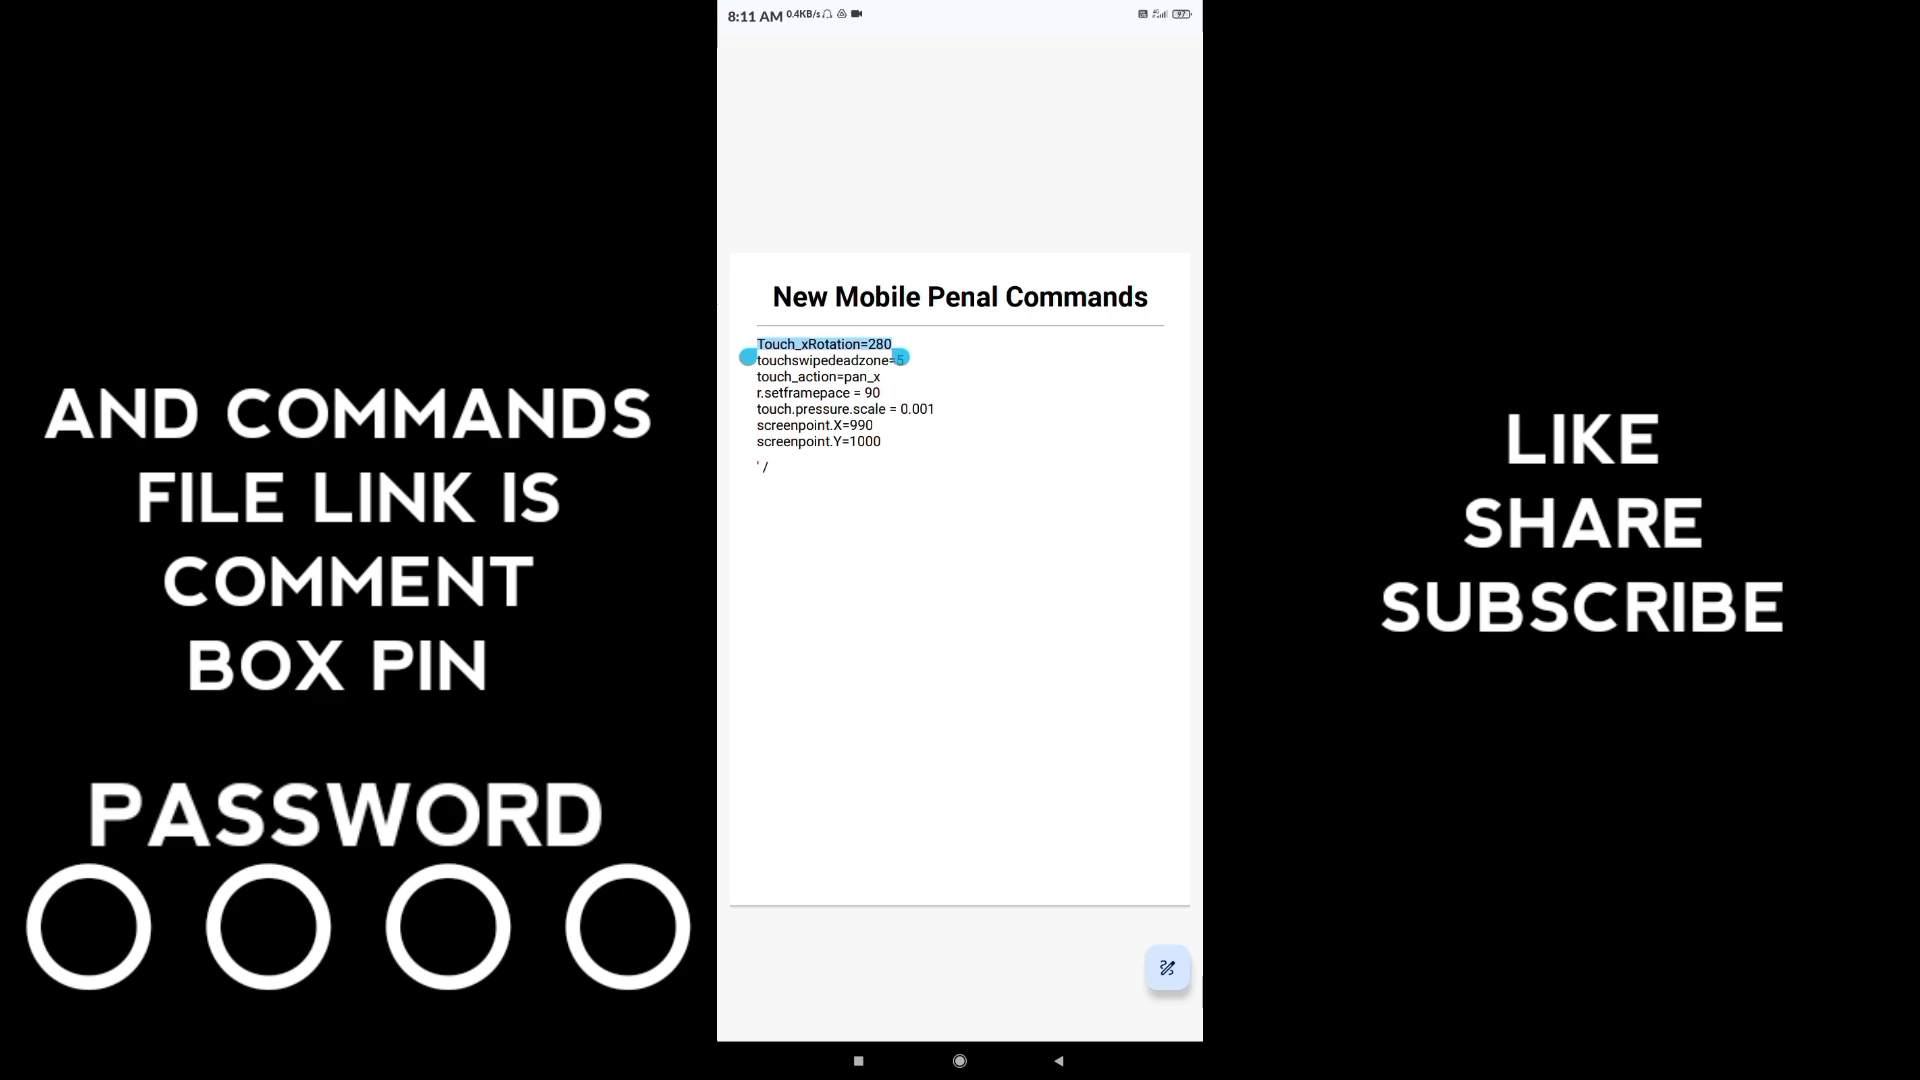 8:11 AM 0.4KB/s
97
New Mobile Penal Commands
Touch_xRotation=280
touchswipedeadzone=5
touch_action=pan_x
r.setframepace = 90
touch.pressure.scale = 0.001
screenpoint.X=990
screenpoint.Y=1000
' /
AND COMMANDS
FILE LINK IS
COMMENT
BOX PIN
PASSWORD
LIKE
SHARE
SUBSCRIBE